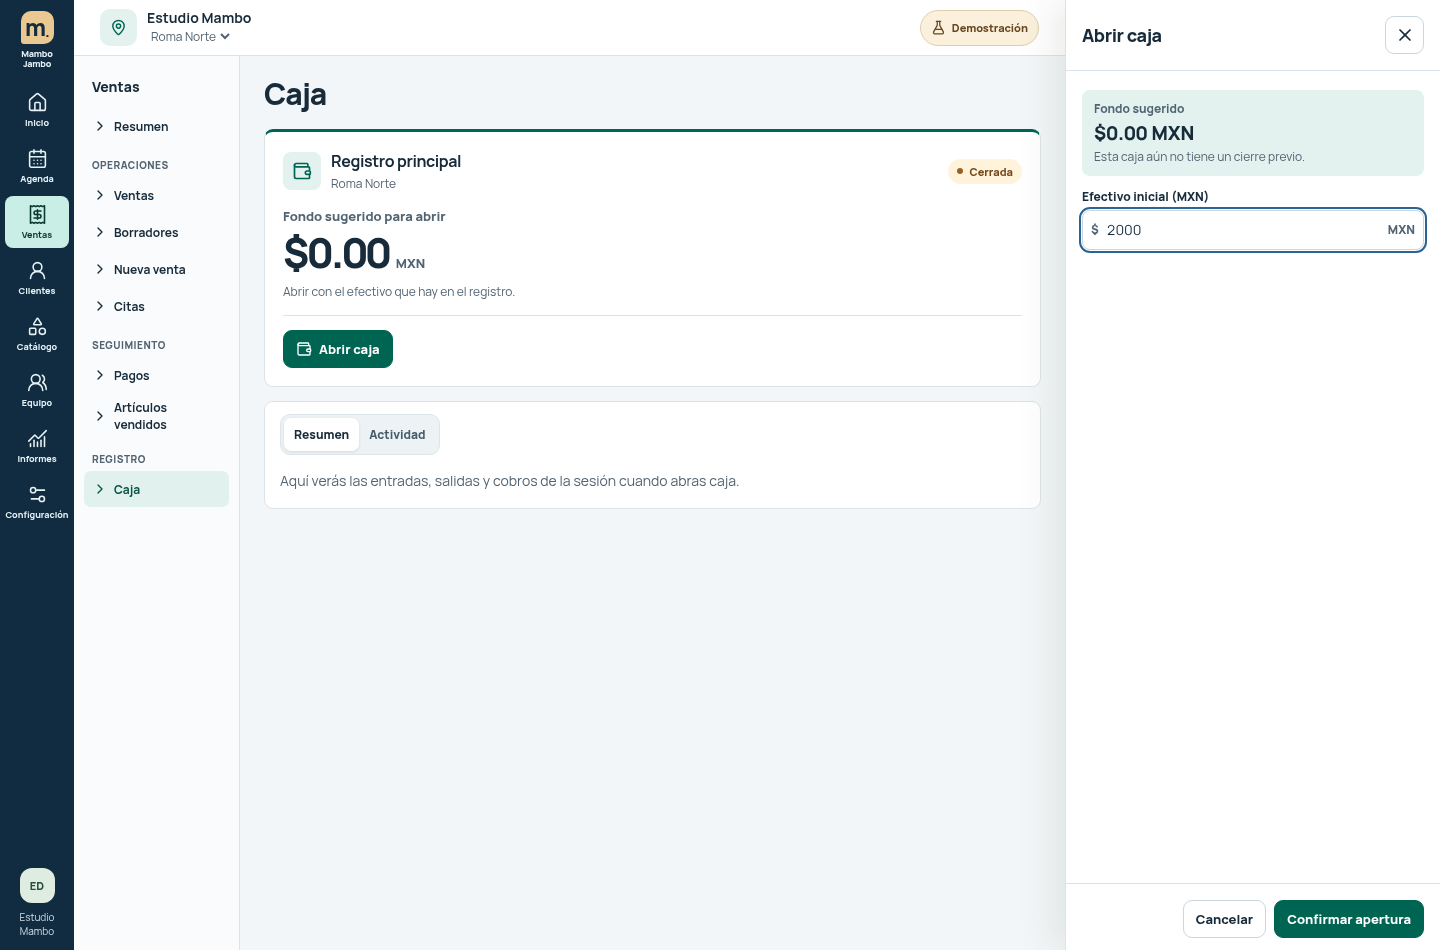 m.
Mambo
Jambo
Inicio
Agenda
Ventas
Clientes
Catálogo
Equipo
Informes
Configuración
ED
Estudio
Mambo
Estudio Mambo
Roma Norte
Demostración
Ventas
Resumen
OPERACIONES
Ventas
Borradores
Nueva venta
Citas
SEGUIMIENTO
Pagos
Artículos
vendidos
REGISTRO
Caja
Caja
Registro principal
Roma Norte
Cerrada
Fondo sugerido para abrir
$0.00 MXN
Abrir con el efectivo que hay en el registro.
Abrir caja
Resumen Actividad
Aquí verás las entradas, salidas y cobros de la sesión cuando abras caja.
Abrir caja
Fondo sugerido
$0.00 MXN
Esta caja aún no tiene un cierre previo.
Efectivo inicial (MXN)
$ 2000 MXN
Cancelar Confirmar apertura